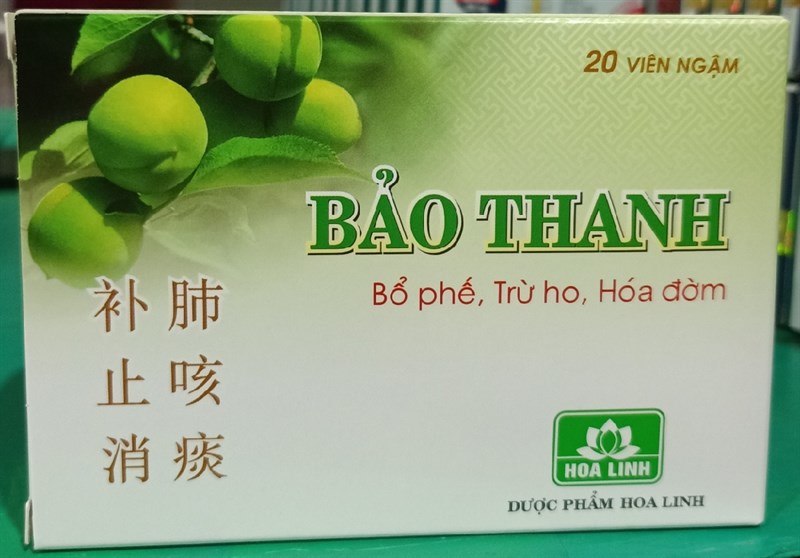 20 VIÊN NGẬM
BẢO THANH
Bổ phế, Trừ ho, Hóa đờm
补肺
止咳
消痰
HOA LINH
DƯỢC PHẨM HOA LINH